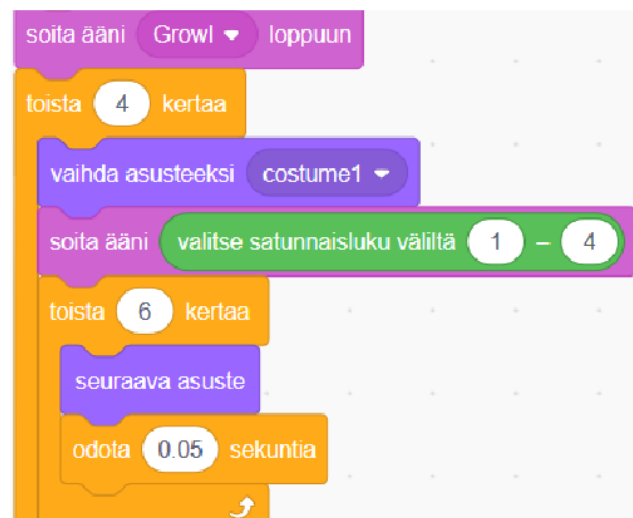 soita ääni Growl loppuun
toista 4 kertaa
vaihda asusteeksi costume1
soita ääni valitse satunnaisluku väliltä 1 – 4
toista 6 kertaa
seuraava asuste
odota 0.05 sekuntia